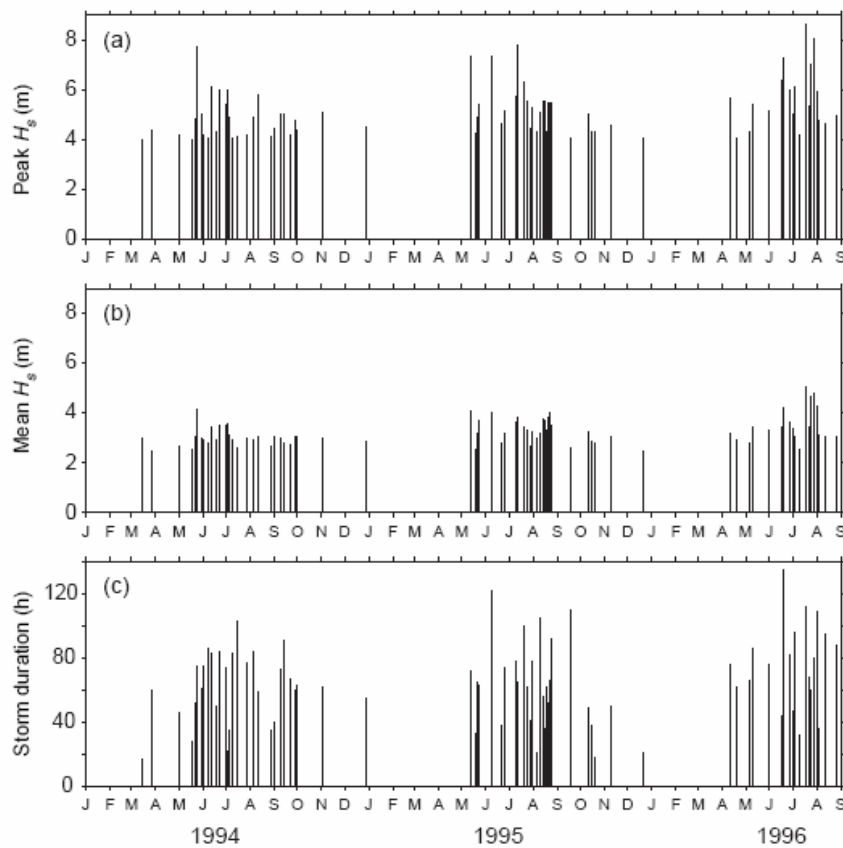 (a)
Peak Hs (m)
8
6
4
2
0
J F M A M J J A S O N D J F M A M J J A S O N D J F M A M J J A S
(b)
Mean Hs (m)
8
6
4
2
0
J F M A M J J A S O N D J F M A M J J A S O N D J F M A M J J A S
(c)
Storm duration (h)
120
80
40
0
J F M A M J J A S O N D J F M A M J J A S O N D J F M A M J J A S
1994 1995 1996